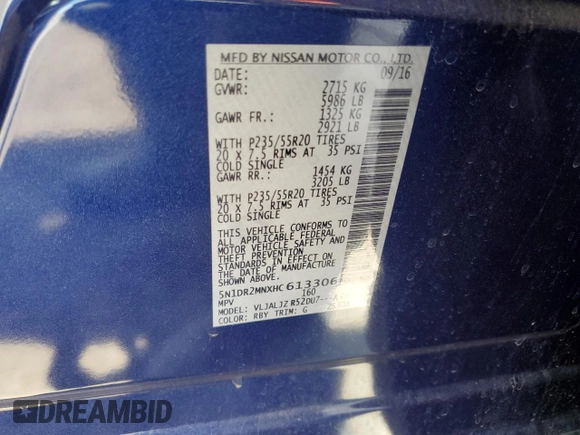 MFD BY NISSAN MOTOR CO., LTD.
DATE: 09/16
GVWR: 2715 KG
5986 LB
GAWR FR.: 1325 KG
2921 LB
WITH P235/55R20 TIRES
20 X 7.5 RIMS AT 35 PSI
COLD SINGLE
GAWR RR.: 1454 KG
3205 LB
WITH P235/55R20 TIRES
20 X 7.5 RIMS AT 35 PSI
COLD SINGLE
THIS VEHICLE CONFORMS TO
ALL APPLICABLE FEDERAL
MOTOR VEHICLE SAFETY AND
THEFT PREVENTION
STANDARDS IN EFFECT ON
THE DATE OF MANUFACTURE
SHOWN ABOVE.
5N1DR2MNXHC 613306
MPV 160
MODEL: VLJALJZ R520U7
COLOR: RBY TRIM: G
DREAMBID